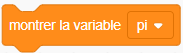 montrer la variable pi